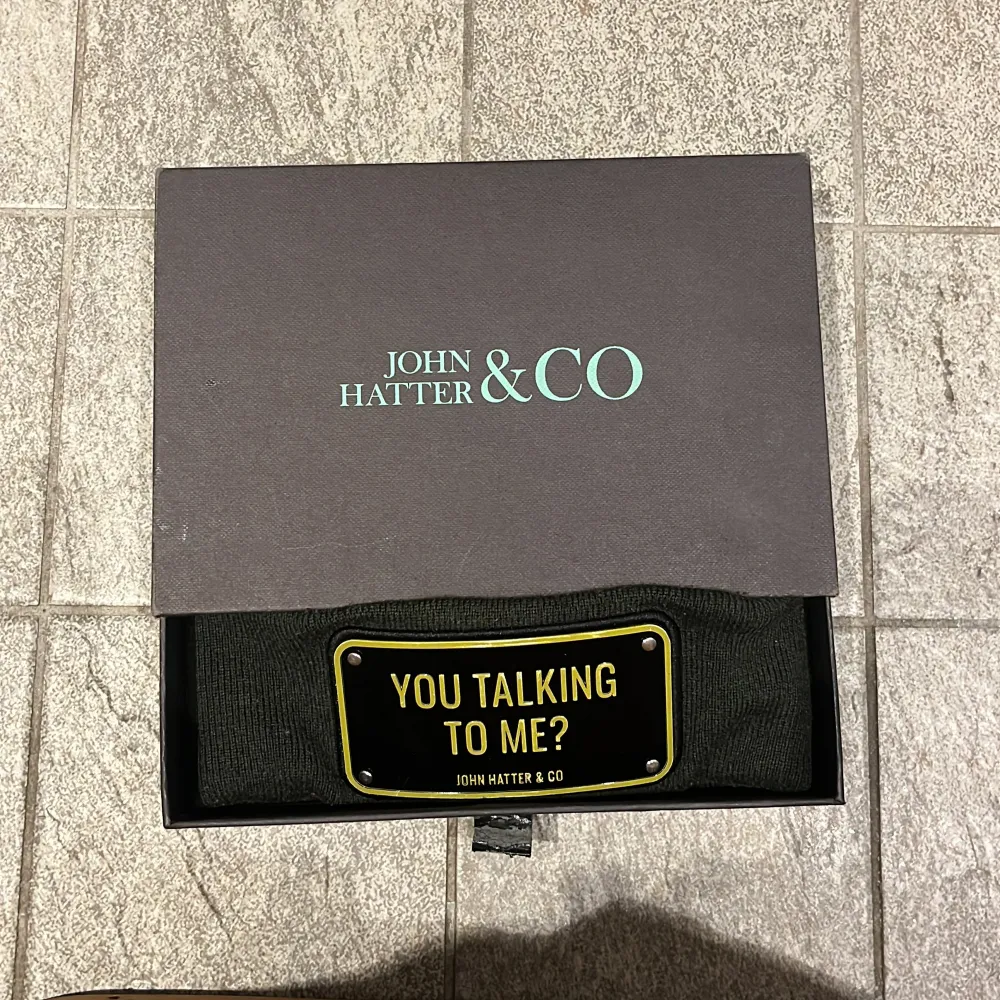 JOHN
HATTER &CO
YOU TALKING
TO ME?
JOHN HATTER & CO